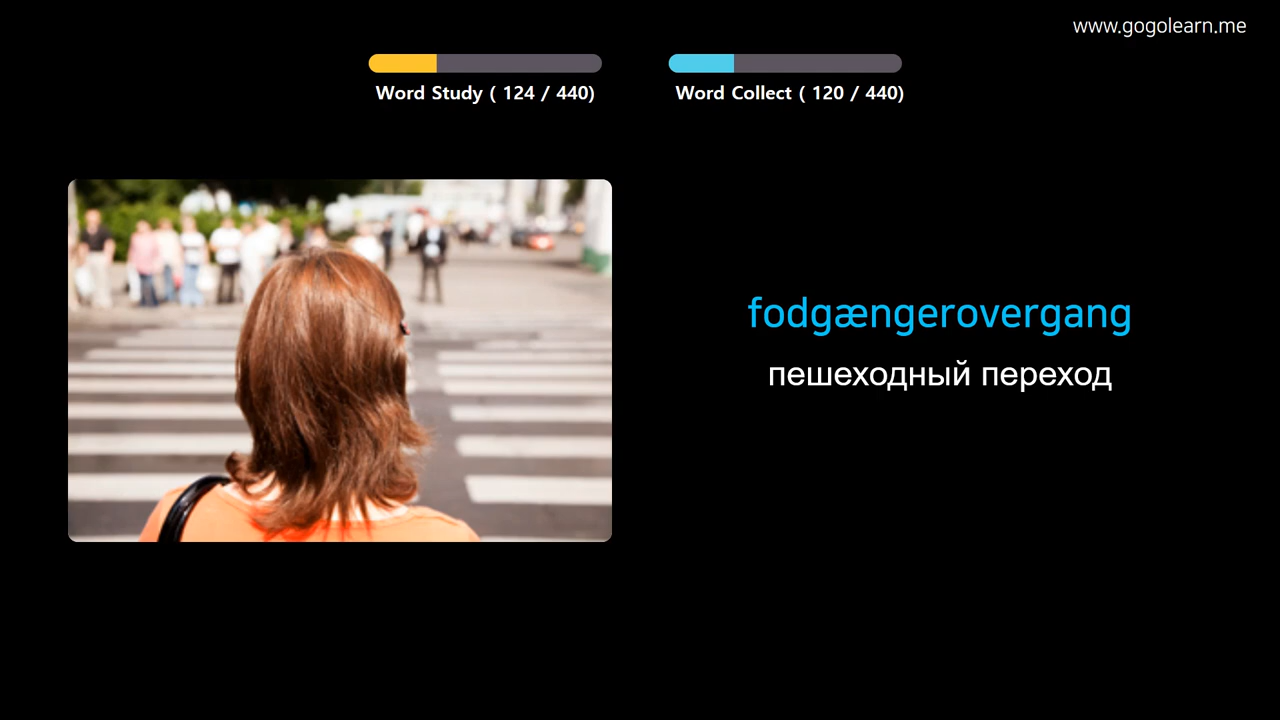 www.gogolearn.me
Word Study ( 124 / 440)
Word Collect ( 120 / 440)
fodgængerovergang
пешеходный переход